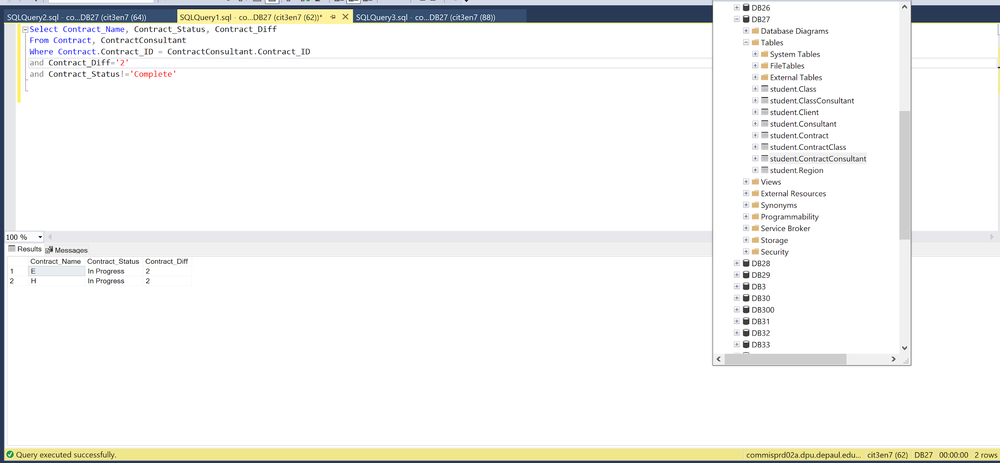 SQLQuery2.sql - co...DB27 (cit3en7 (64))
SQLQuery1.sql - co...DB27 (cit3en7 (62))*
SQLQuery3.sql - co...DB27 (cit3en7 (88))
Select Contract_Name, Contract_Status, Contract_Diff
From Contract, ContractConsultant
Where Contract.Contract_ID = ContractConsultant.Contract_ID
and Contract_Diff='2'
and Contract_Status!='Complete'
100 %
Results
Messages
Contract_Name Contract_Status Contract_Diff
1 E In Progress 2
2 H In Progress 2
DB26
DB27
Database Diagrams
Tables
System Tables
FileTables
External Tables
student.Class
student.ClassConsultant
student.Client
student.Consultant
student.Contract
student.ContractClass
student.ContractConsultant
student.Region
Views
External Resources
Synonyms
Programmability
Service Broker
Storage
Security
DB28
DB29
DB3
DB30
DB300
DB31
DB32
DB33
Query executed successfully.
commisprd02a.dpu.depaul.edu...
cit3en7 (62)
DB27
00:00:00
2 rows